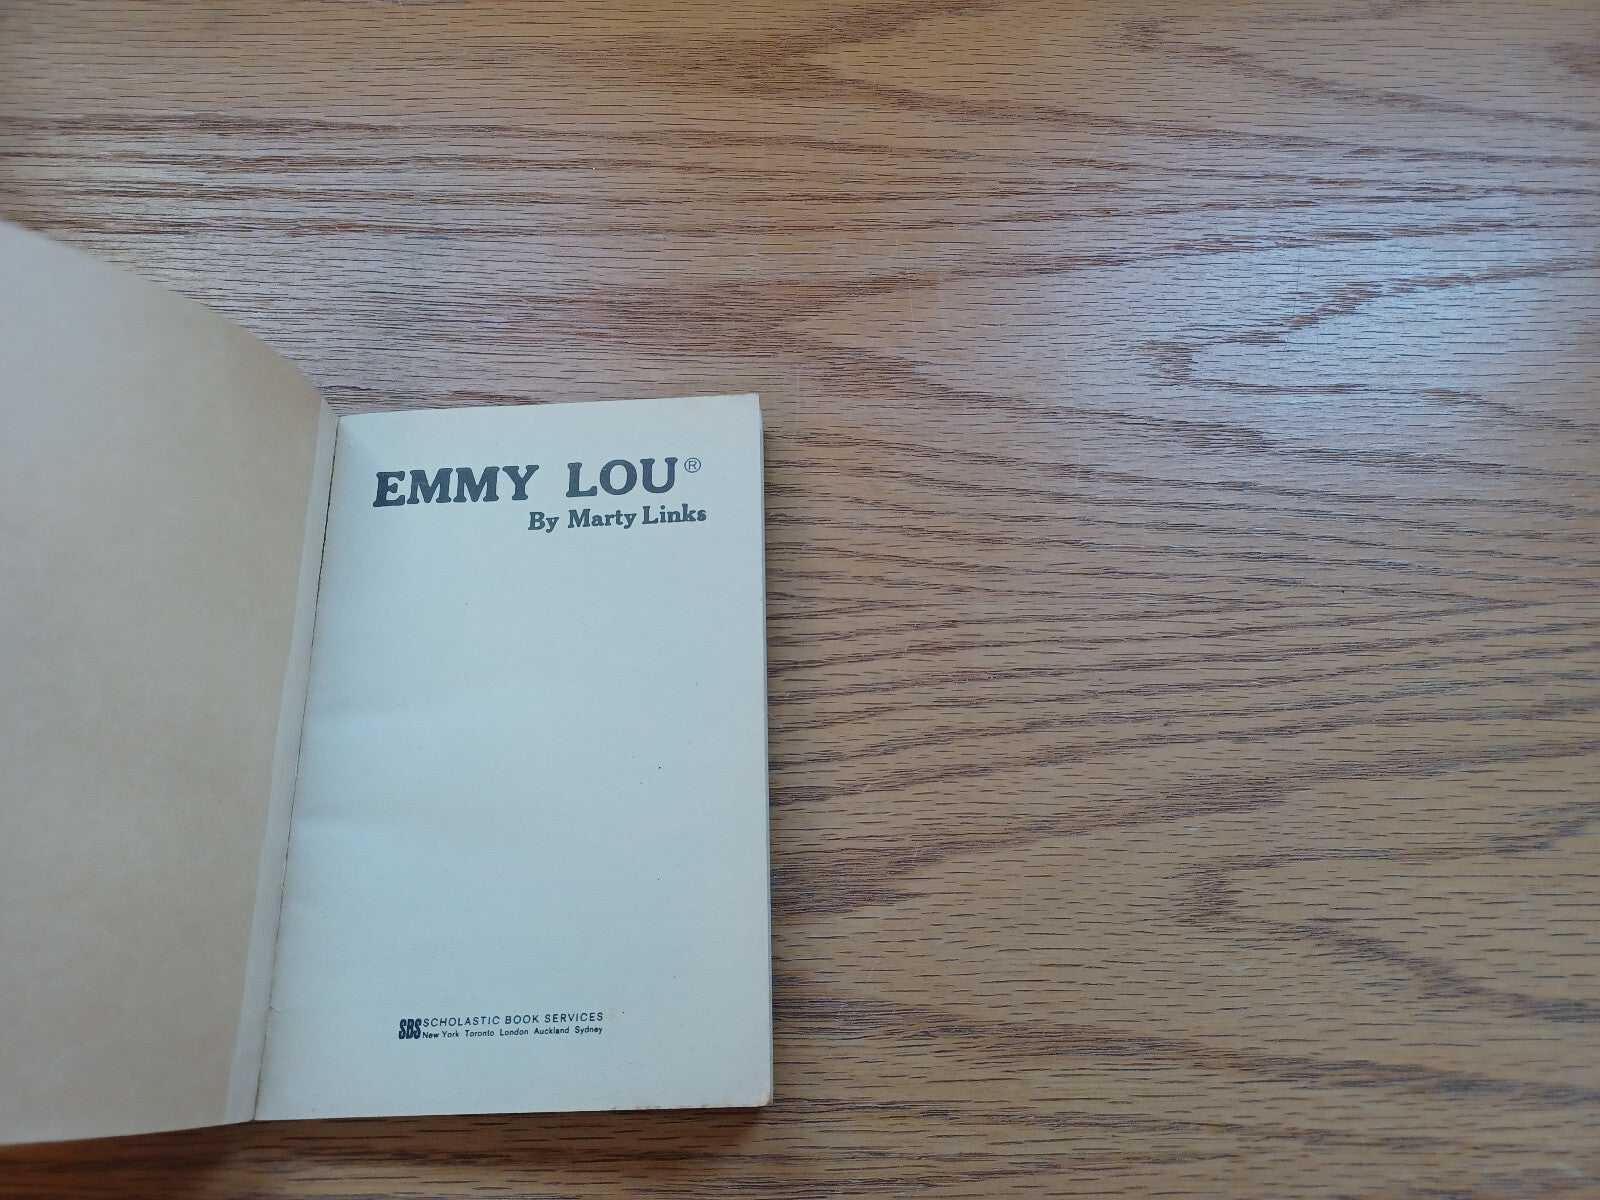 EMMY LOU®
By Marty Links
SBS SCHOLASTIC BOOK SERVICES
New York Toronto London Auckland Sydney